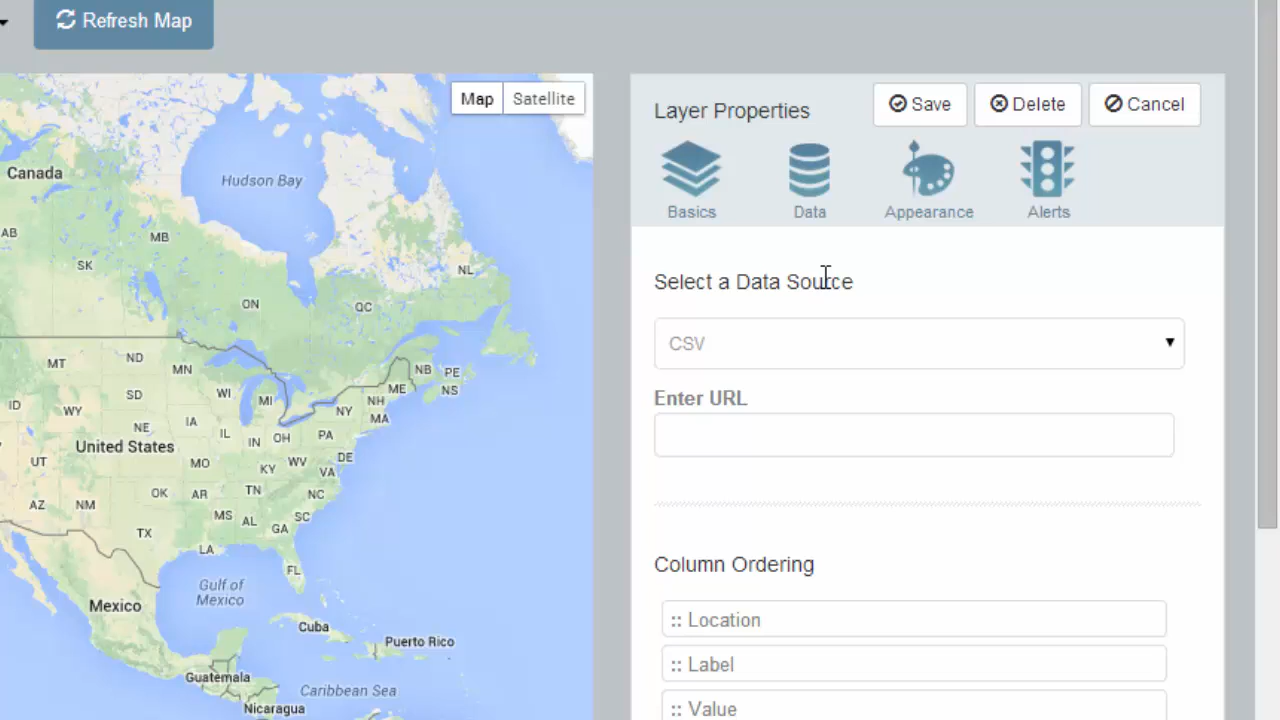 Refresh Map
Map
Satellite
Layer Properties
Save
Delete
Cancel
Basics
Data
Appearance
Alerts
Select a Data Source
CSV
Enter URL
Column Ordering
:: Location
:: Label
:: Value
Canada
Hudson Bay
AB
MB
SK
NL
ON
QC
MT
ND
MN
NB
PE
NS
ME
SD
WI
MI
NH
ID
WY
NY
MA
NE
IA
IL
IN
OH
PA
United States
UT
MO
KY
WV
DE
VA
OK
AR
TN
NC
AZ
NM
MS
AL
GA
SC
TX
LA
FL
Gulf of
Mexico
Mexico
Cuba
Puerto Rico
Guatemala
Caribbean Sea
Nicaragua